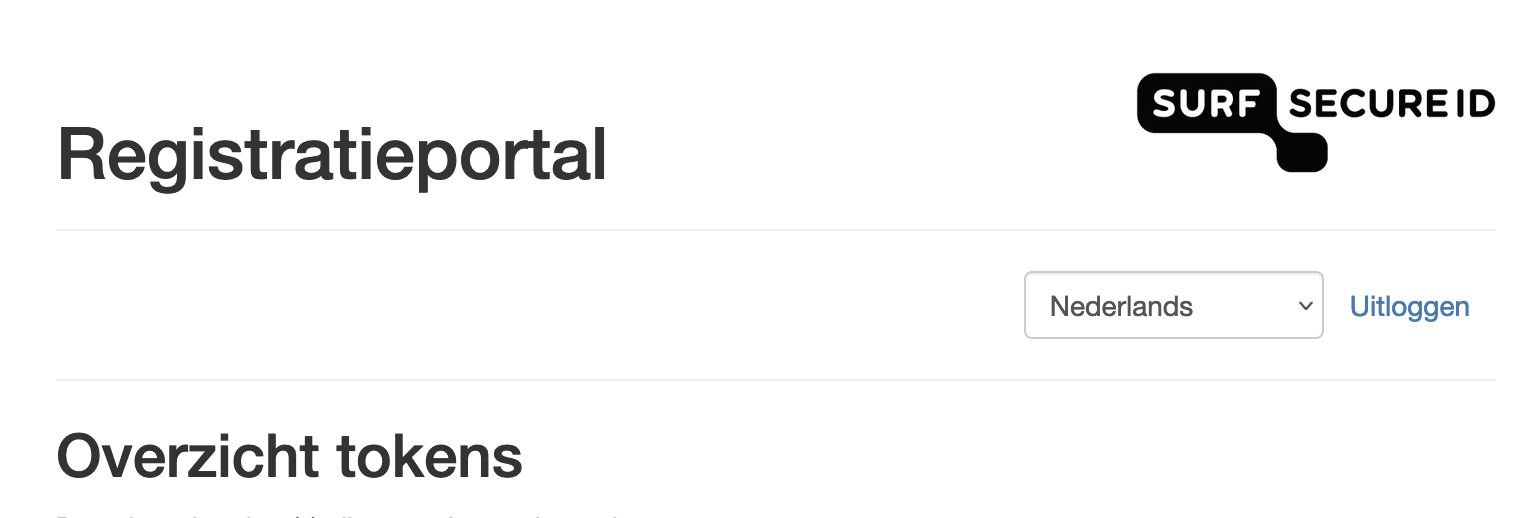 SURF SECURE ID
Registratieportal
Nederlands Uitloggen
Overzicht tokens